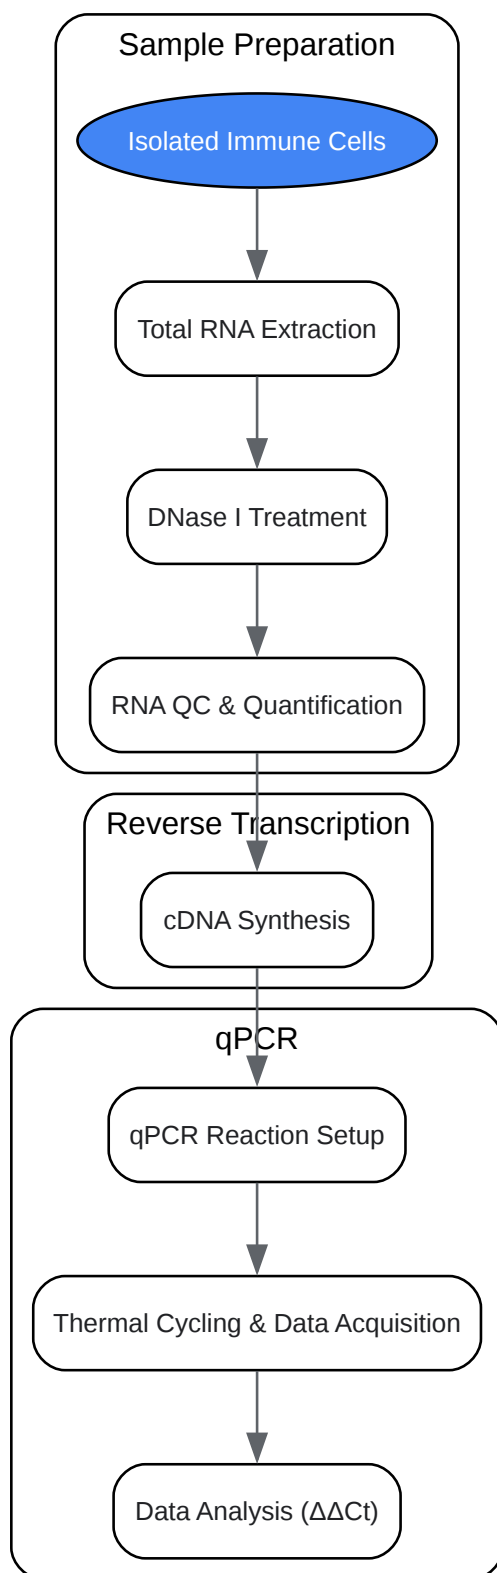 Sample Preparation
Isolated Immune Cells
Total RNA Extraction
DNase I Treatment
RNA QC & Quantification
Reverse Transcription
cDNA Synthesis
qPCR
qPCR Reaction Setup
Thermal Cycling & Data Acquisition
Data Analysis (ΔΔCt)